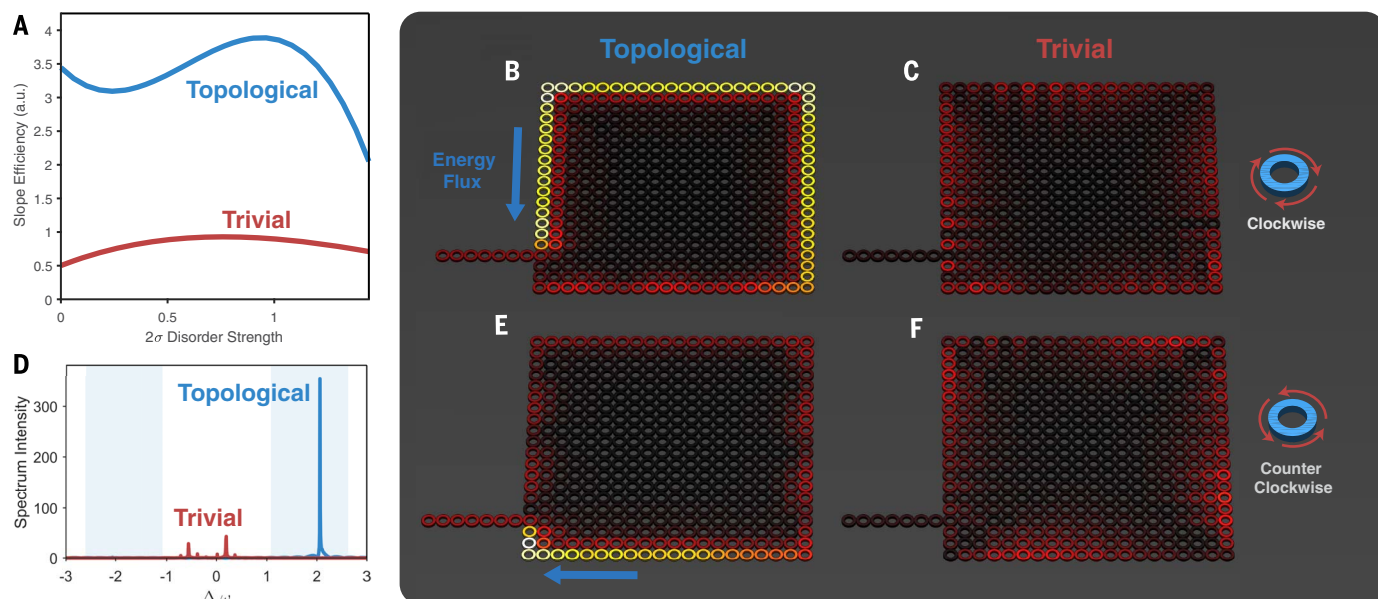 A
Slope Efficiency (a.u.)
4
3.5
3
2.5
2
1.5
1
0.5
0
Topological
Trivial
0
0.5
1
2σ Disorder Strength
Topological
Trivial
B
C
Energy
Flux
Clockwise
D
Spectrum Intensity
300
200
100
0
Topological
Trivial
-3
-2
-1
0
1
2
3
E
F
Counter
Clockwise